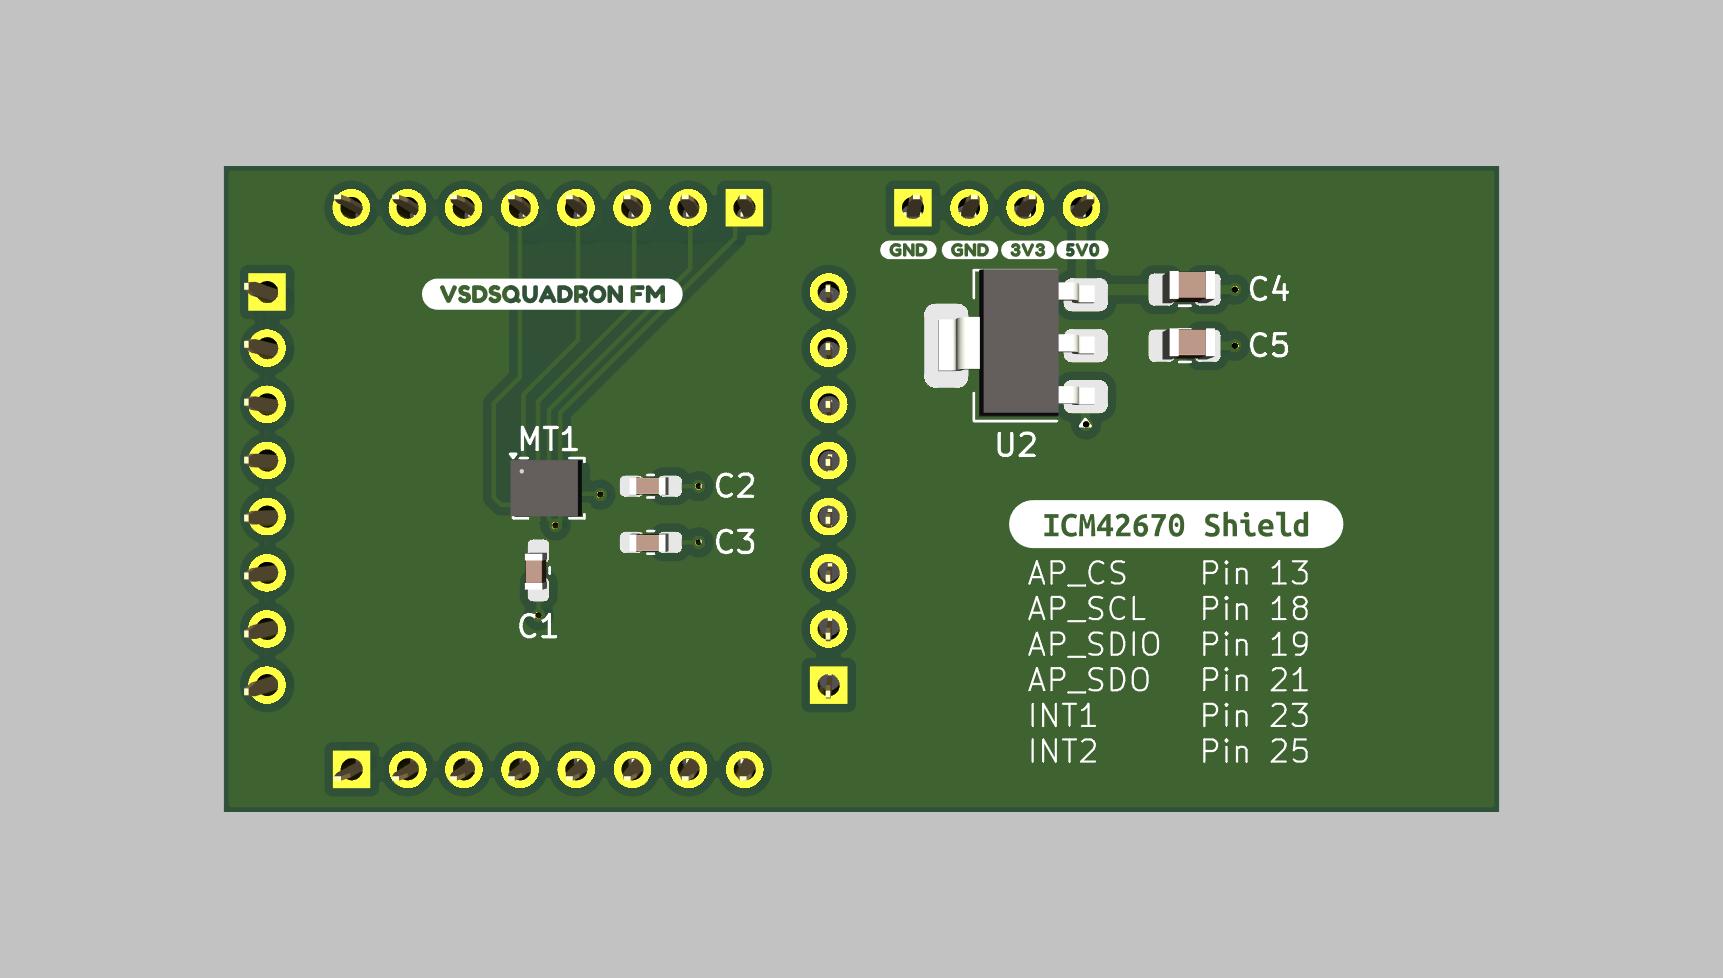 GND GND 3V3 5V0
VSDSQUADRON FM
C4
C5
MT1
U2
C2
C3
C1
ICM42670 Shield
AP_CS Pin 13
AP_SCL Pin 18
AP_SDIO Pin 19
AP_SDO Pin 21
INT1 Pin 23
INT2 Pin 25